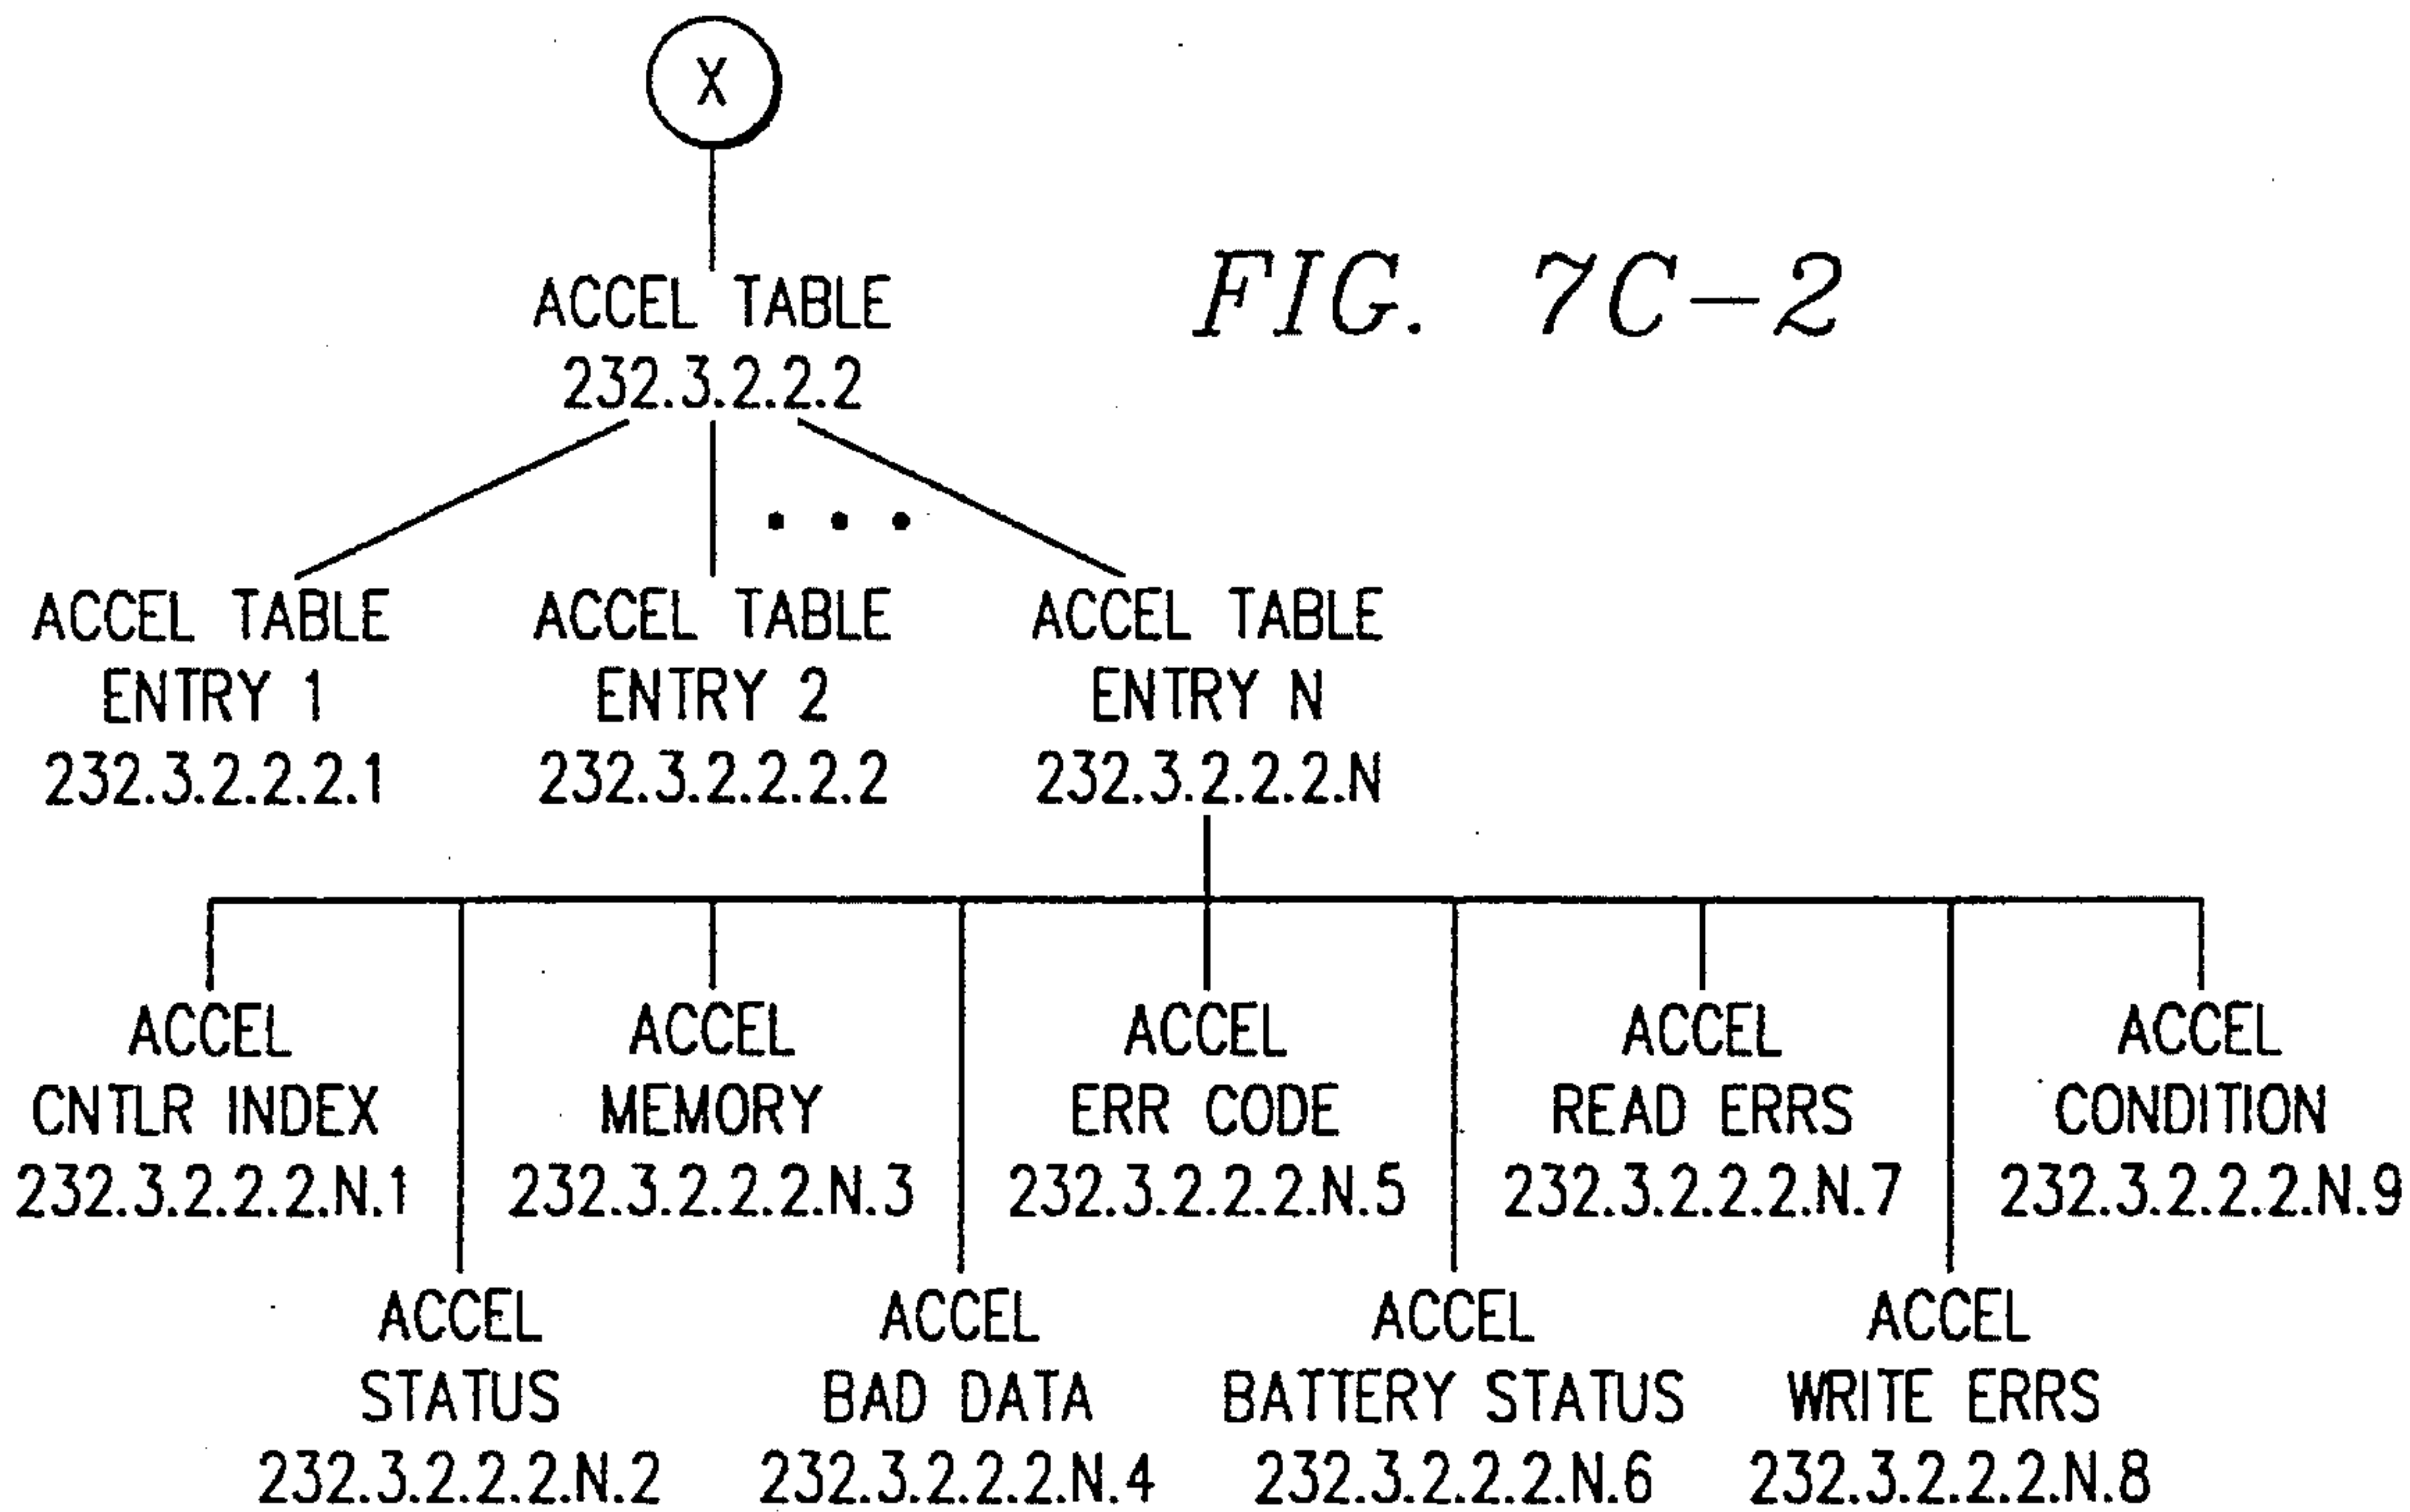 X
ACCEL TABLE
232.3.2.2.2
FIG. 7C-2
ACCEL TABLE
ENTRY 1
232.3.2.2.2.1
ACCEL TABLE
ENTRY 2
232.3.2.2.2.2
ACCEL TABLE
ENTRY N
232.3.2.2.2.N
ACCEL
CNTLR INDEX
232.3.2.2.2.N.1
ACCEL
STATUS
232.3.2.2.2.N.2
ACCEL
MEMORY
232.3.2.2.2.N.3
ACCEL
BAD DATA
232.3.2.2.2.N.4
ACCEL
ERR CODE
232.3.2.2.2.N.5
ACCEL
BATTERY STATUS
232.3.2.2.2.N.6
ACCEL
READ ERRS
232.3.2.2.2.N.7
ACCEL
WRITE ERRS
232.3.2.2.2.N.8
ACCEL
CONDITION
232.3.2.2.2.N.9